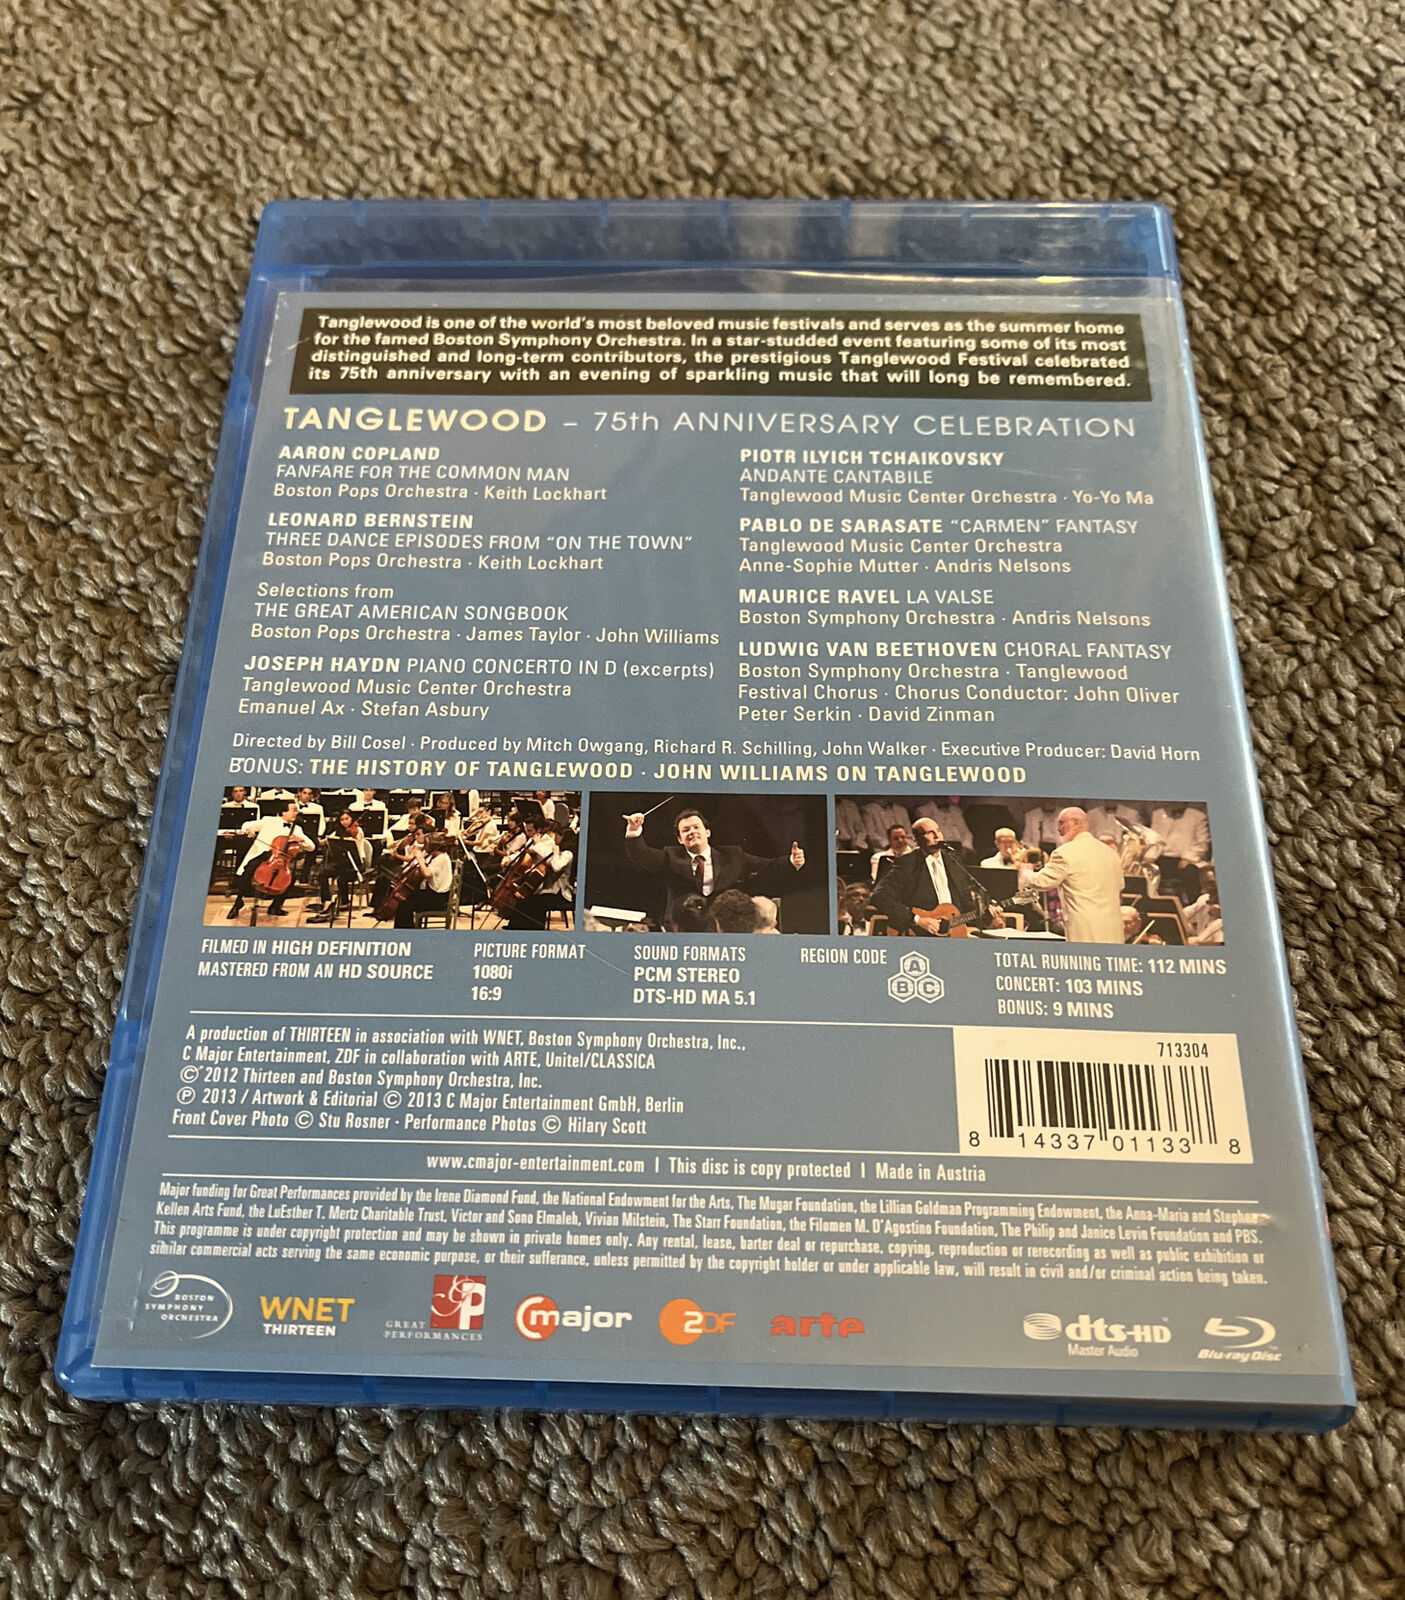 Tanglewood is one of the world's most beloved music festivals and serves as the summer home
for the famed Boston Symphony Orchestra. In a star-studded event featuring some of its most
distinguished and long-term contributors, the prestigious Tanglewood Festival celebrated
its 75th anniversary with an evening of sparkling music that will long be remembered.
TANGLEWOOD – 75th ANNIVERSARY CELEBRATION
AARON COPLAND
FANFARE FOR THE COMMON MAN
Boston Pops Orchestra · Keith Lockhart
LEONARD BERNSTEIN
THREE DANCE EPISODES FROM "ON THE TOWN"
Boston Pops Orchestra · Keith Lockhart
Selections from
THE GREAT AMERICAN SONGBOOK
Boston Pops Orchestra · James Taylor · John Williams
JOSEPH HAYDN PIANO CONCERTO IN D (excerpts)
Tanglewood Music Center Orchestra
Emanuel Ax · Stefan Asbury
PIOTR ILYICH TCHAIKOVSKY
ANDANTE CANTABILE
Tanglewood Music Center Orchestra · Yo-Yo Ma
PABLO DE SARASATE "CARMEN" FANTASY
Tanglewood Music Center Orchestra
Anne-Sophie Mutter · Andris Nelsons
MAURICE RAVEL LA VALSE
Boston Symphony Orchestra · Andris Nelsons
LUDWIG VAN BEETHOVEN CHORAL FANTASY
Boston Symphony Orchestra · Tanglewood
Festival Chorus · Chorus Conductor: John Oliver
Peter Serkin · David Zinman
Directed by Bill Cosel · Produced by Mitch Owgang, Richard R. Schilling, John Walker · Executive Producer: David Horn
BONUS: THE HISTORY OF TANGLEWOOD · JOHN WILLIAMS ON TANGLEWOOD
FILMED IN HIGH DEFINITION
MASTERED FROM AN HD SOURCE
PICTURE FORMAT
1080i
16:9
SOUND FORMATS
PCM STEREO
DTS-HD MA 5.1
REGION CODE
A
B C
TOTAL RUNNING TIME: 112 MINS
CONCERT: 103 MINS
BONUS: 9 MINS
A production of THIRTEEN in association with WNET, Boston Symphony Orchestra, Inc.,
C Major Entertainment, ZDF in collaboration with ARTE, Unitel/CLASSICA
© 2012 Thirteen and Boston Symphony Orchestra, Inc.
℗ 2013 / Artwork & Editorial © 2013 C Major Entertainment GmbH, Berlin
Front Cover Photo © Stu Rosner · Performance Photos © Hilary Scott
713304
8 14337 01133 8
www.cmajor-entertainment.com | This disc is copy protected | Made in Austria
Major funding for Great Performances provided by the Irene Diamond Fund, the National Endowment for the Arts, The Mugar Foundation, the Lillian Goldman Programming Endowment, the Anna-Maria and Stephen
Kellen Arts Fund, the LuEsther T. Mertz Charitable Trust, Victor and Sono Elmaleh, Vivian Milstein, The Starr Foundation, the Filomen M. D'Agostino Foundation, The Philip and Janice Levin Foundation and PBS.
This programme is under copyright protection and may be shown in private homes only. Any rental, lease, barter deal or repurchase, copying, reproduction or rerecording as well as public exhibition or
similar commercial acts serving the same economic purpose, or their sufferance, unless permitted by the copyright holder or under applicable law, will result in civil and/or criminal action being taken.
BOSTON
SYMPHONY
ORCHESTRA
WNET
THIRTEEN
GP
GREAT
PERFORMANCES
C major
ZDF
arte
dts-HD
Master Audio
Blu-ray Disc